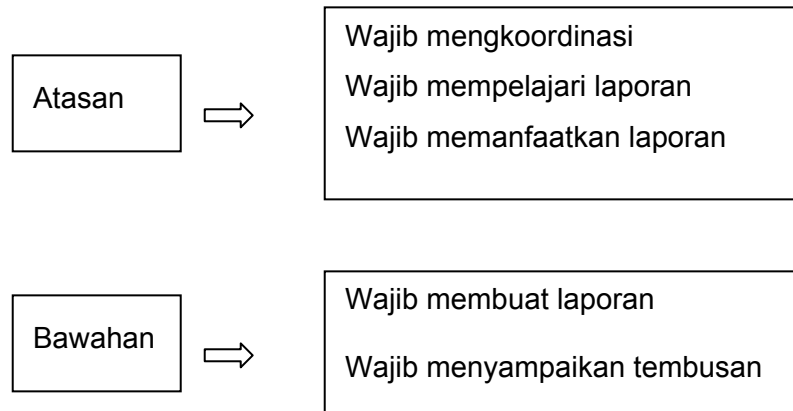 Atasan
Wajib mengkoordinasi
Wajib mempelajari laporan
Wajib memanfaatkan laporan
Bawahan
Wajib membuat laporan
Wajib menyampaikan tembusan